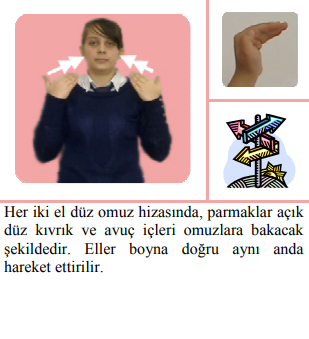 Her iki el düz omuz hizasında, parmaklar açık
düz kıvrık ve avuç içleri omuzlara bakacak
şekildedir. Eller boyna doğru aynı anda
hareket ettirilir.